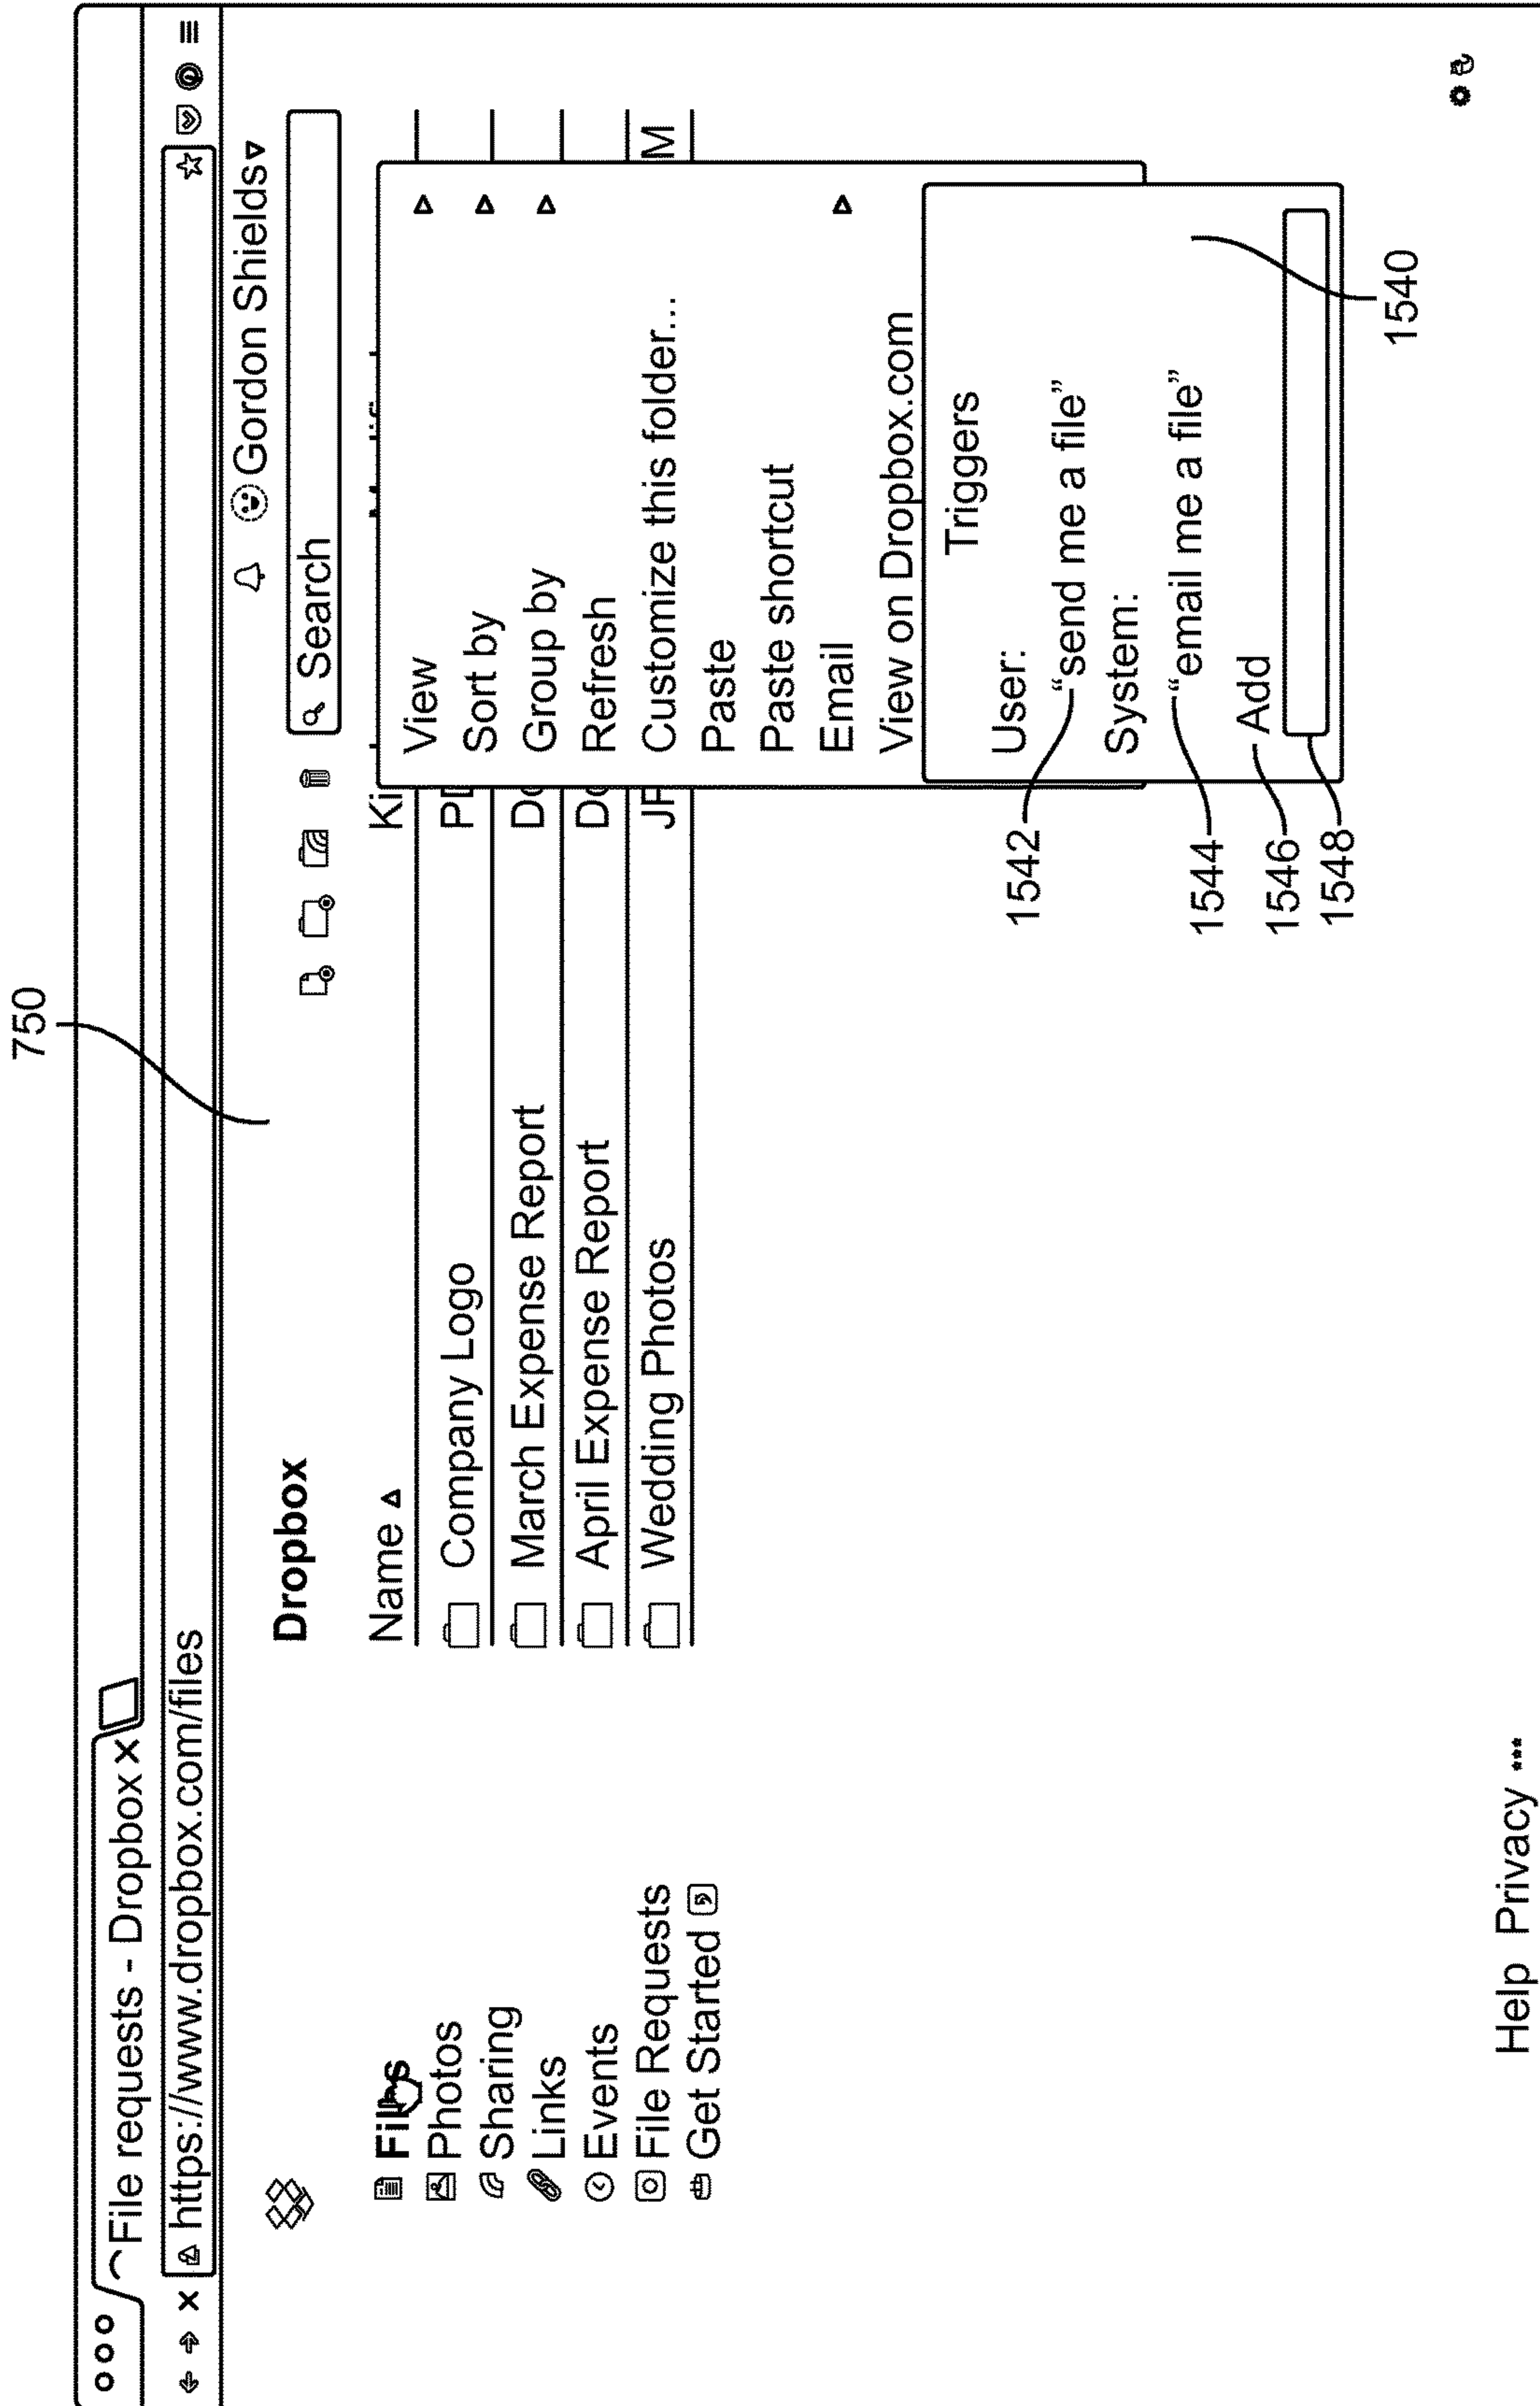 750
File requests - Dropbox X
https://www.dropbox.com/files
Gordon Shields
Dropbox
Search
Files
Photos
Sharing
Links
Events
File Requests
Get Started
Name
Ki
Company Logo
March Expense Report
April Expense Report
Wedding Photos
JP
M
View
Sort by
Group by
Refresh
Customize this folder...
Paste
Paste shortcut
Email
View on Dropbox.com
Triggers
User:
“send me a file”
System:
“email me a file”
Add
1542
1544
1546
1548
1540
Help Privacy •••